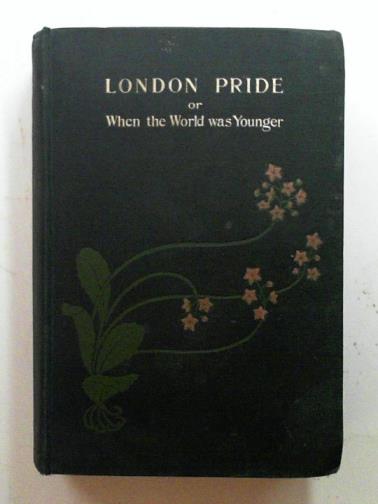 LONDON PRIDE
or
When the World was Younger